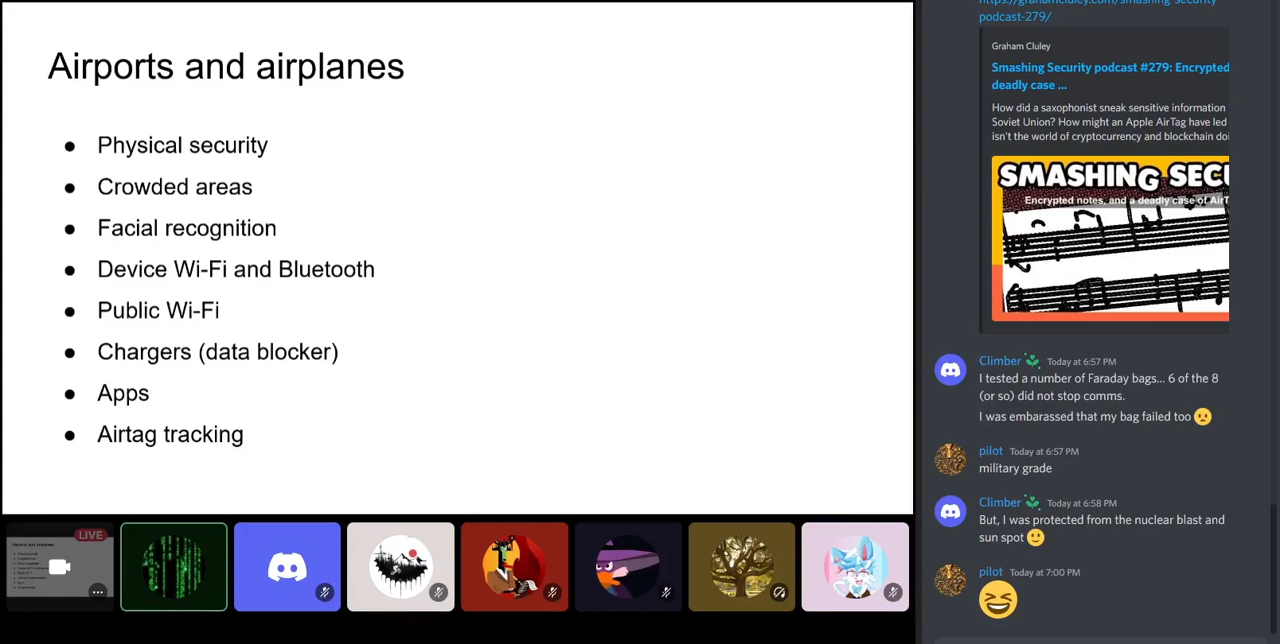 Airports and airplanes
Physical security
Crowded areas
Facial recognition
Device Wi-Fi and Bluetooth
Public Wi-Fi
Chargers (data blocker)
Apps
Airtag tracking
LIVE
https://grahamcluley.com/smashing-security-
podcast-279/
Graham Cluley
Smashing Security podcast #279: Encrypted
deadly case ...
How did a saxophonist sneak sensitive information
Soviet Union? How might an Apple AirTag have led
isn't the world of cryptocurrency and blockchain doi
SMASHING SECU
Encrypted notes, and a deadly case of AirT
Climber Today at 6:57 PM
I tested a number of Faraday bags... 6 of the 8
(or so) did not stop comms.
I was embarassed that my bag failed too
pilot Today at 6:57 PM
military grade
Climber Today at 6:58 PM
But, I was protected from the nuclear blast and
sun spot
pilot Today at 7:00 PM